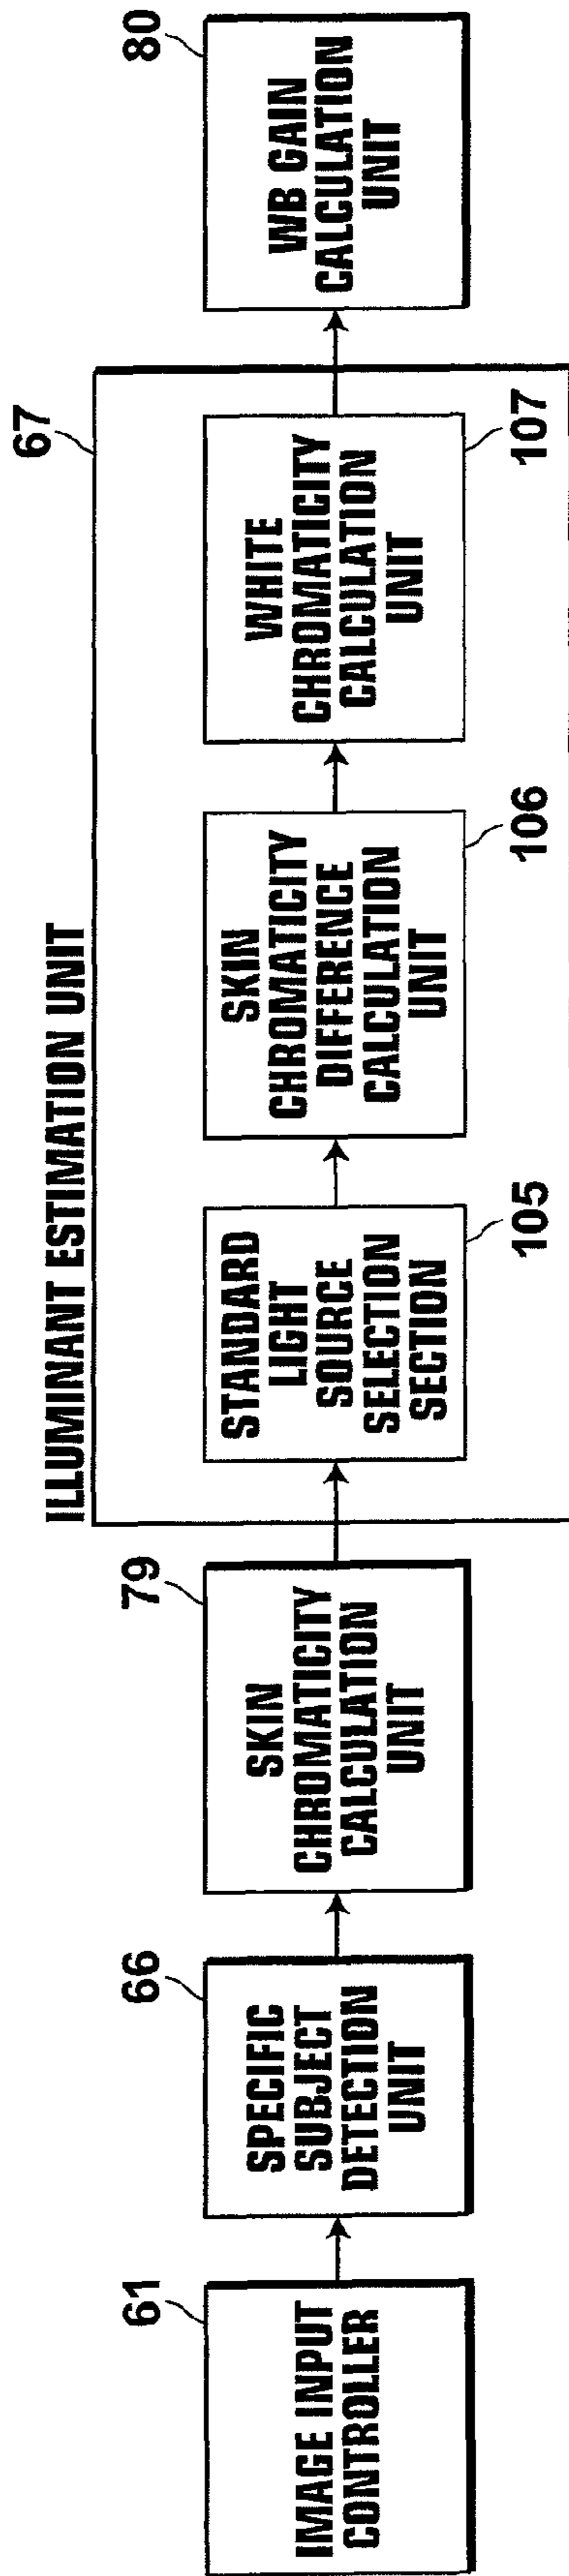 61
IMAGE INPUT
CONTROLLER
66
SPECIFIC
SUBJECT
DETECTION
UNIT
79
SKIN
CHROMATICITY
CALCULATION
UNIT
ILLUMINANT ESTIMATION UNIT
67
STANDARD
LIGHT
SOURCE
SELECTION
SECTION
105
SKIN
CHROMATICITY
DIFFERENCE
CALCULATION
UNIT
106
WHITE
CHROMATICITY
CALCULATION
UNIT
107
80
WB GAIN
CALCULATION
UNIT